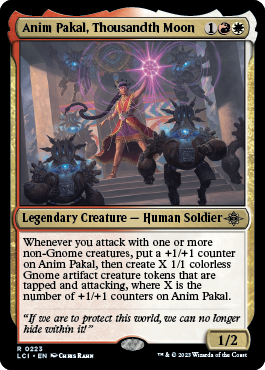 Anim Pakal, Thousandth Moon 1
Legendary Creature — Human Soldier
Whenever you attack with one or more
non-Gnome creatures, put a +1/+1 counter
on Anim Pakal, then create X 1/1 colorless
Gnome artifact creature tokens that are
tapped and attacking, where X is the
number of +1/+1 counters on Anim Pakal.
“If we are to protect this world, we can no longer
hide within it!”
1/2
R 0223
LCI • EN Chris Rahn
™ & © 2023 Wizards of the Coast